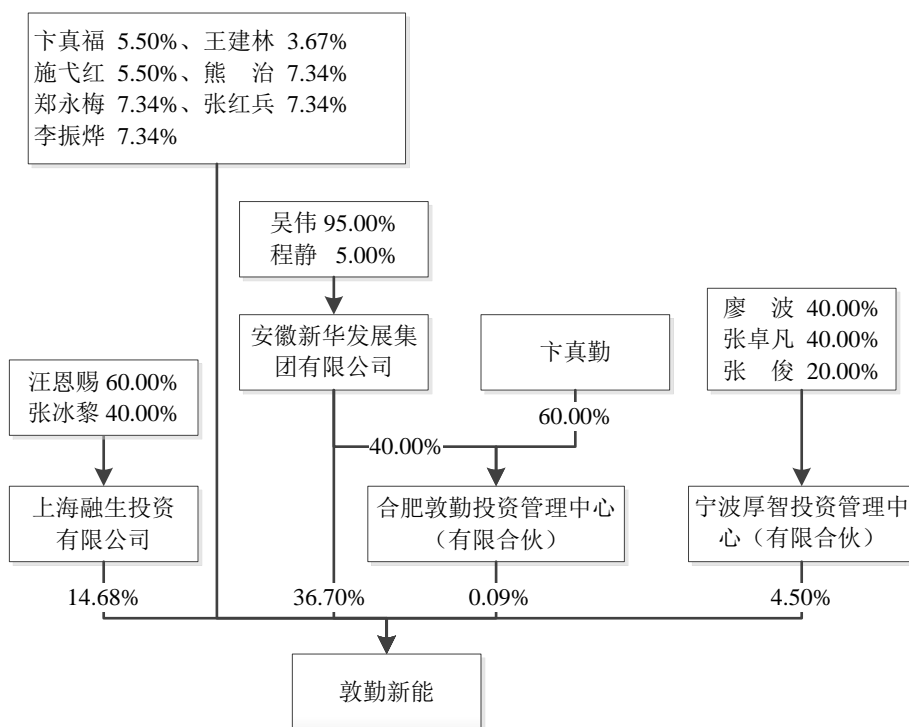 卞真福 5.50%、王建林 3.67%
施弋红 5.50%、熊 治 7.34%
郑永梅 7.34%、张红兵 7.34%
李振烨 7.34%
吴伟 95.00%
程静 5.00%
安徽新华发展集
团有限公司
卞真勤
廖 波 40.00%
张卓凡 40.00%
张 俊 20.00%
汪恩赐 60.00%
张冰黎 40.00%
60.00%
40.00%
上海融生投资
有限公司
合肥敦勤投资管理中心
（有限合伙）
宁波厚智投资管理中
心（有限合伙）
14.68%
36.70%
0.09%
4.50%
敦勤新能